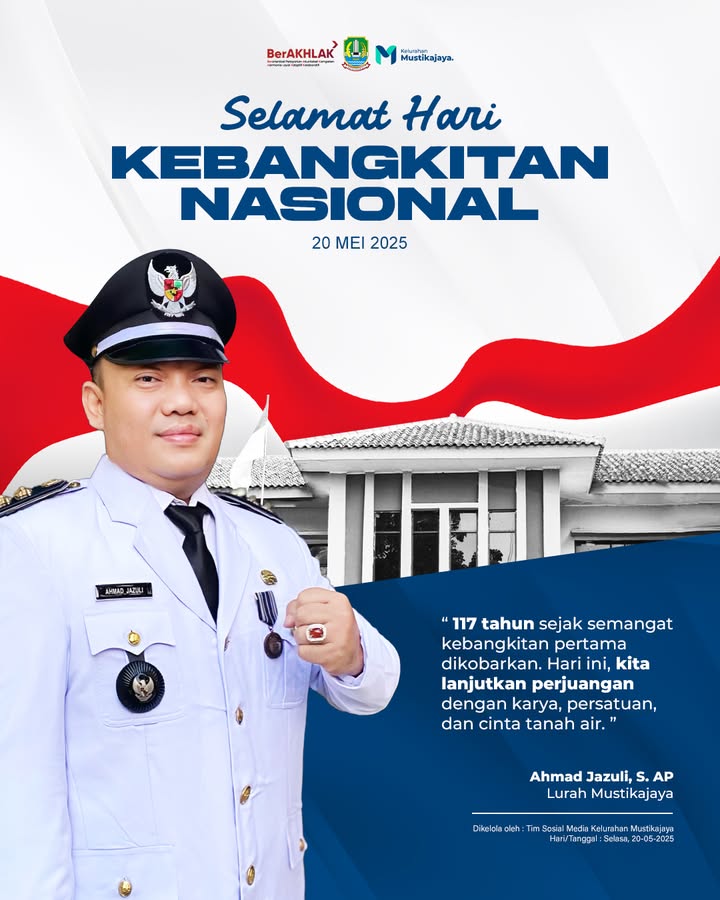 BerAKHLAK
Kelurahan
Mustikajaya.
Selamat Hari
KEBANGKITAN
NASIONAL
20 MEI 2025
AHMAD JAZULI
“ 117 tahun sejak semangat
kebangkitan pertama
dikobarkan. Hari ini, kita
lanjutkan perjuangan
dengan karya, persatuan,
dan cinta tanah air. ”
Ahmad Jazuli, S. AP
Lurah Mustikajaya
Dikelola oleh : Tim Sosial Media Kelurahan Mustikajaya
Hari/Tanggal : Selasa, 20-05-2025